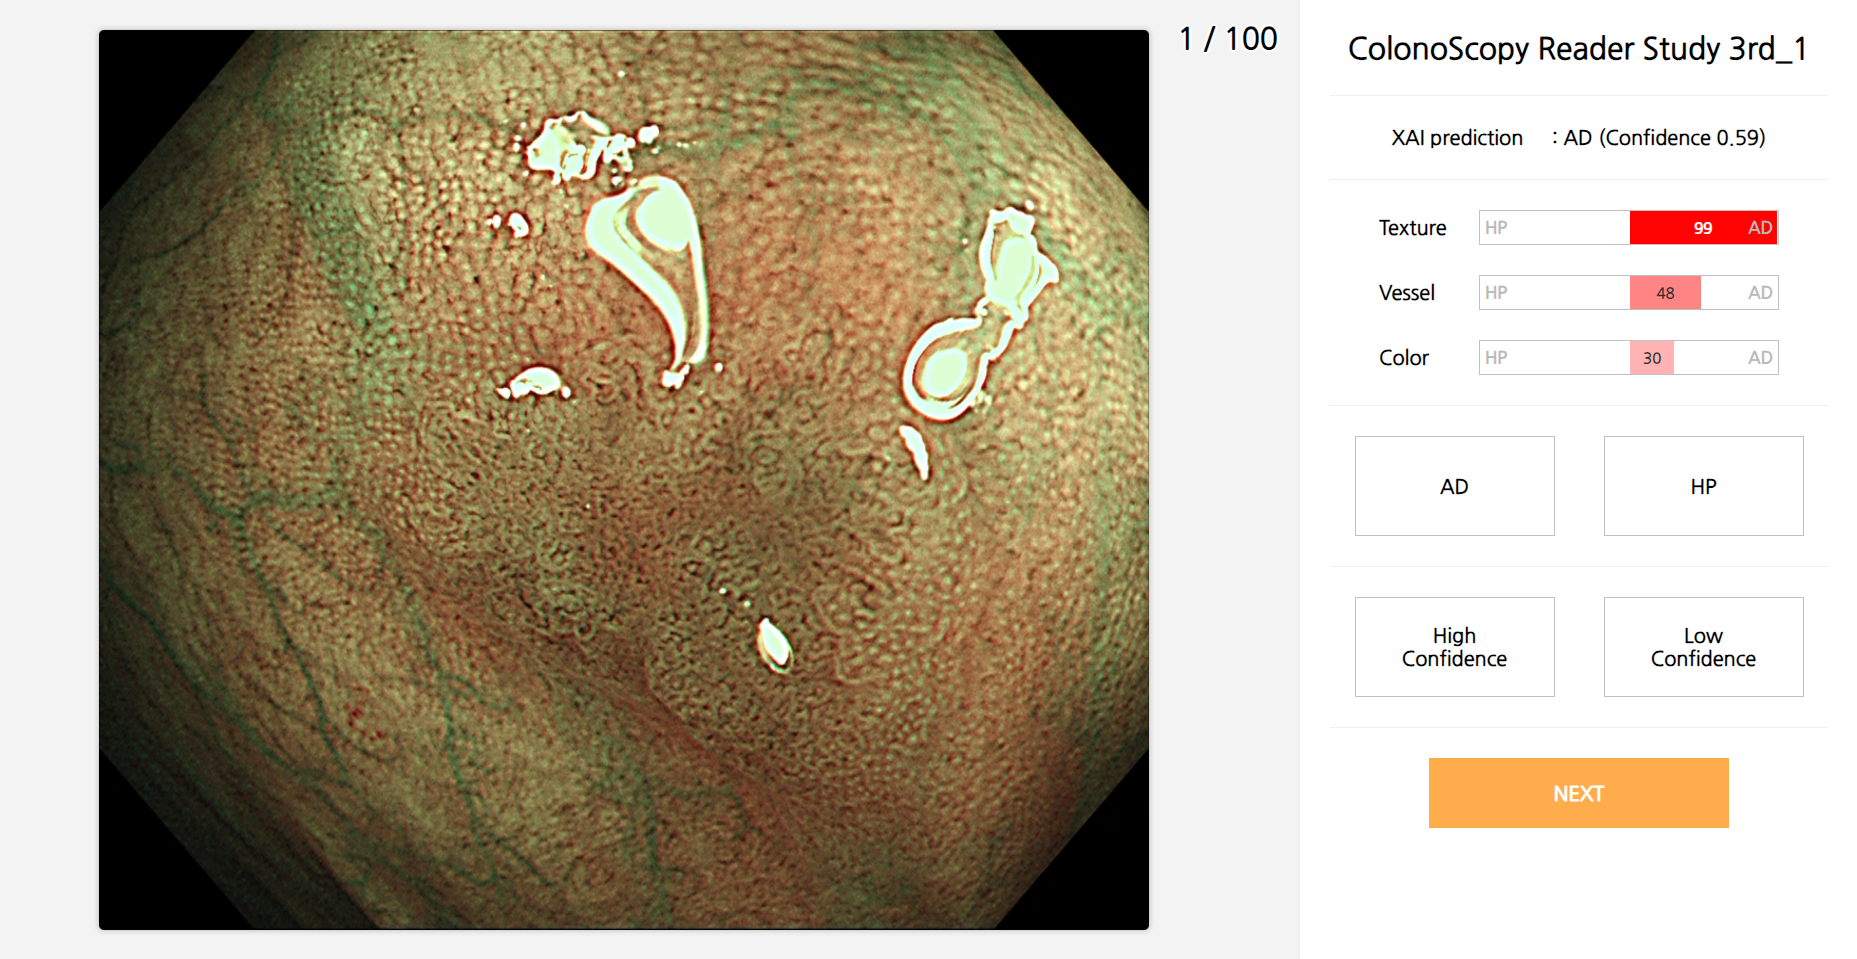 1 / 100
ColonoScopy Reader Study 3rd_1
XAI prediction : AD (Confidence 0.59)
Texture HP 99 AD
Vessel HP 48 AD
Color HP 30 AD
AD
HP
High
Confidence
Low
Confidence
NEXT